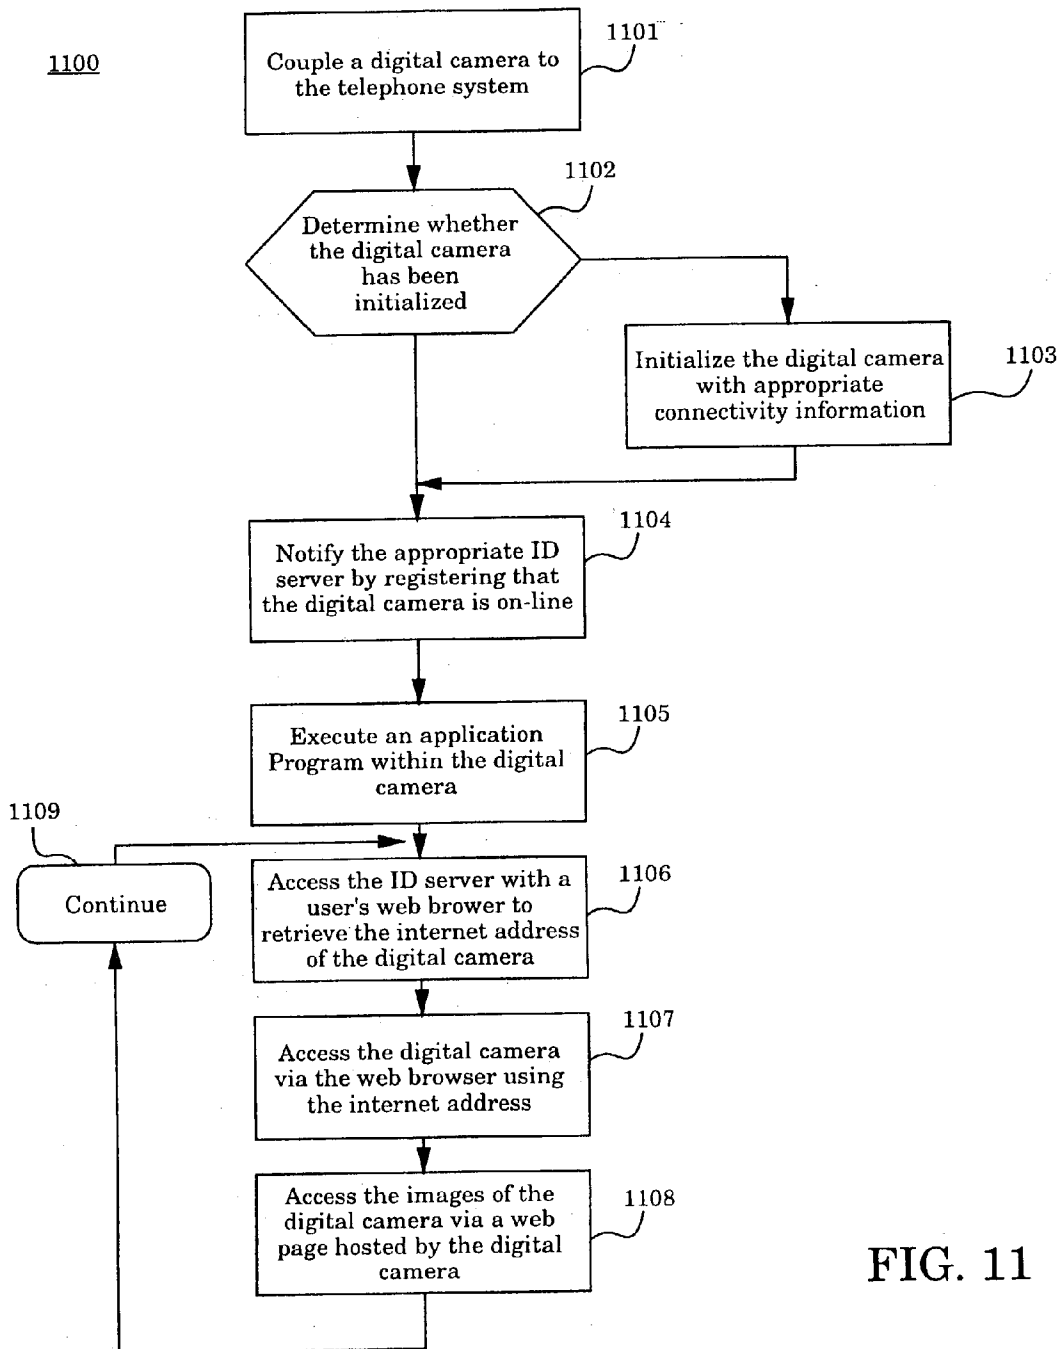 1100
1101
Couple a digital camera to
the telephone system
1102
Determine whether
the digital camera
has been
initialized
1103
Initialize the digital camera
with appropriate
connectivity information
1104
Notify the appropriate ID
server by registering that
the digital camera is on-line
1105
Execute an application
Program within the digital
camera
1109
Continue
1106
Access the ID server with a
user's web brower to
retrieve the internet address
of the digital camera
1107
Access the digital camera
via the web browser using
the internet address
1108
Access the images of the
digital camera via a web
page hosted by the digital
camera
FIG. 11